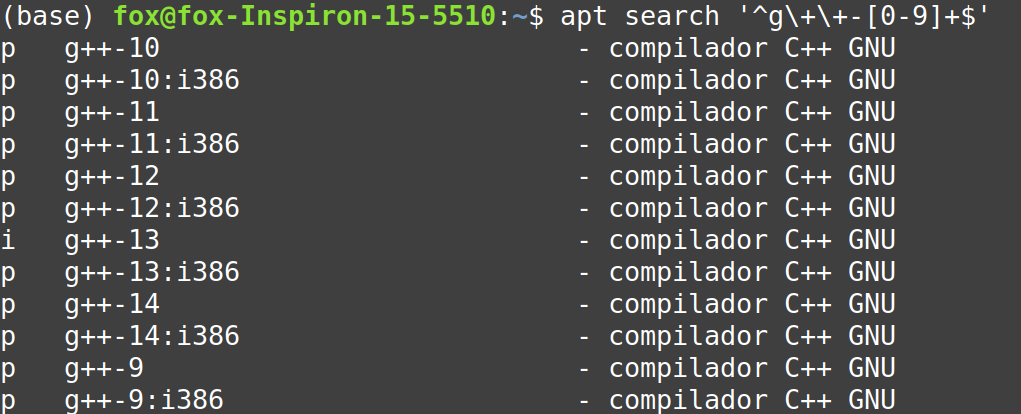 (base) fox@fox-Inspiron-15-5510:~$ apt search '^g\+\+-[0-9]+$'
p   g++-10                          - compilador C++ GNU
p   g++-10:i386                     - compilador C++ GNU
p   g++-11                          - compilador C++ GNU
p   g++-11:i386                     - compilador C++ GNU
p   g++-12                          - compilador C++ GNU
p   g++-12:i386                     - compilador C++ GNU
i   g++-13                          - compilador C++ GNU
p   g++-13:i386                     - compilador C++ GNU
p   g++-14                          - compilador C++ GNU
p   g++-14:i386                     - compilador C++ GNU
p   g++-9                           - compilador C++ GNU
p   g++-9:i386                      - compilador C++ GNU